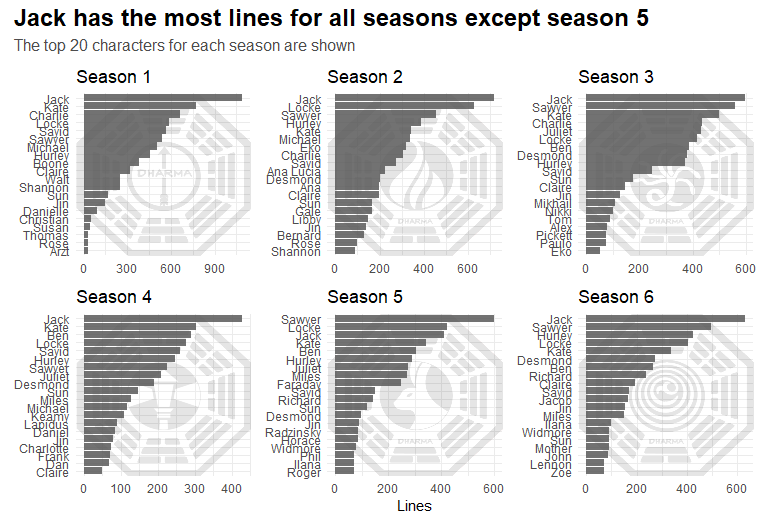 Jack has the most lines for all seasons except season 5
The top 20 characters for each season are shown
Season 1
Jack
Kate
Charlie
Locke
Sayid
Sawyer
Michael
Hurley
Boone
Claire
Walt
Shannon
Sun
Jin
Danielle
Christian
Susan
Thomas
Rose
Arzt
0 300 600 900
DHARMA
Season 2
Jack
Locke
Sawyer
Hurley
Kate
Michael
Eko
Charlie
Sayid
Ana Lucia
Desmond
Ana
Claire
Sun
Gale
Libby
Jin
Bernard
Rose
Shannon
0 200 400 600
DHARMA
Season 3
Jack
Sawyer
Kate
Charlie
Juliet
Locke
Ben
Desmond
Hurley
Sayid
Sun
Claire
Jin
Mikhail
Nikki
Tom
Alex
Pickett
Paulo
Eko
0 200 400 600
DHARMA
Season 4
Jack
Kate
Ben
Locke
Sayid
Hurley
Sawyer
Juliet
Desmond
Sun
Miles
Michael
Keamy
Lapidus
Daniel
Jin
Charlotte
Frank
Dan
Claire
0 100 200 300 400
Season 5
Sawyer
Locke
Jack
Kate
Ben
Hurley
Juliet
Miles
Faraday
Sayid
Richard
Sun
Desmond
Jin
Radzinsky
Horace
Widmore
Phil
Ilana
Roger
0 200 400 600
DHARMA
Season 6
Jack
Sawyer
Hurley
Locke
Kate
Desmond
Ben
Richard
Claire
Sayid
Jacob
Jin
Miles
Ilana
Widmore
Sun
Mother
John
Lennon
Zoe
0 200 400 600
DHARMA
Lines